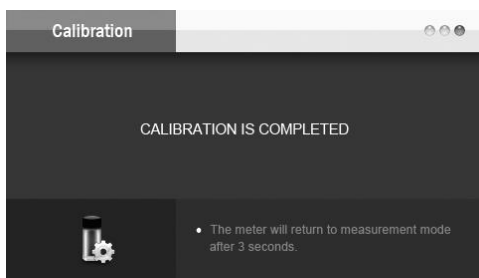 Calibration
CALIBRATION IS COMPLETED
• The meter will return to measurement mode
after 3 seconds.